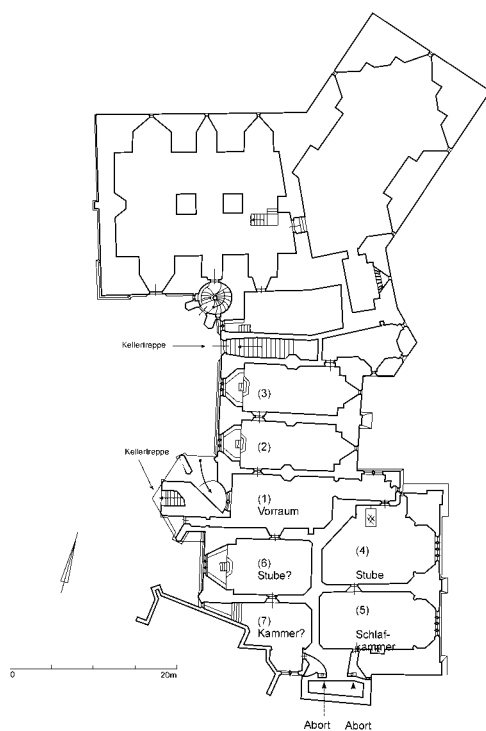 Kellertreppe
(3)
(2)
Kellertreppe
(1)
Vorraum
(4)
Stube
(6)
Stube?
(5)
Schlaf-
kammer
(7)
Kammer?
0 20m
Abort Abort